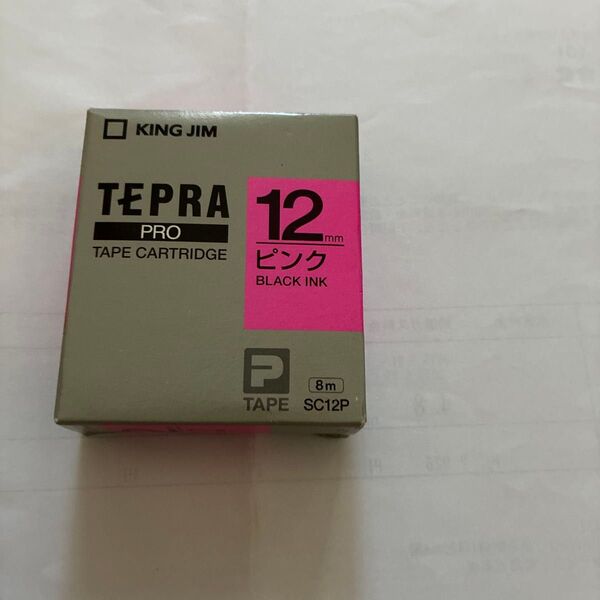 KING JIM
TEPRA
PRO
TAPE CARTRIDGE
12mm
ピンク
BLACK INK
P
TAPE
8m
SC12P